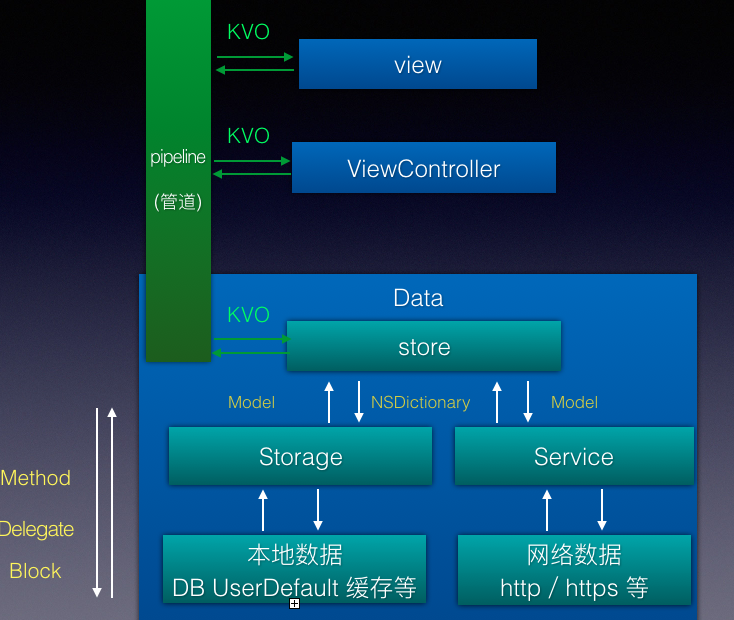 KVO
view
KVO
pipeline
(管道)
ViewController
Data
KVO
store
Model
NSDictionary
Model
Storage
Service
Method
Delegate
Block
本地数据
DB UserDefault 缓存等
网络数据
http / https 等